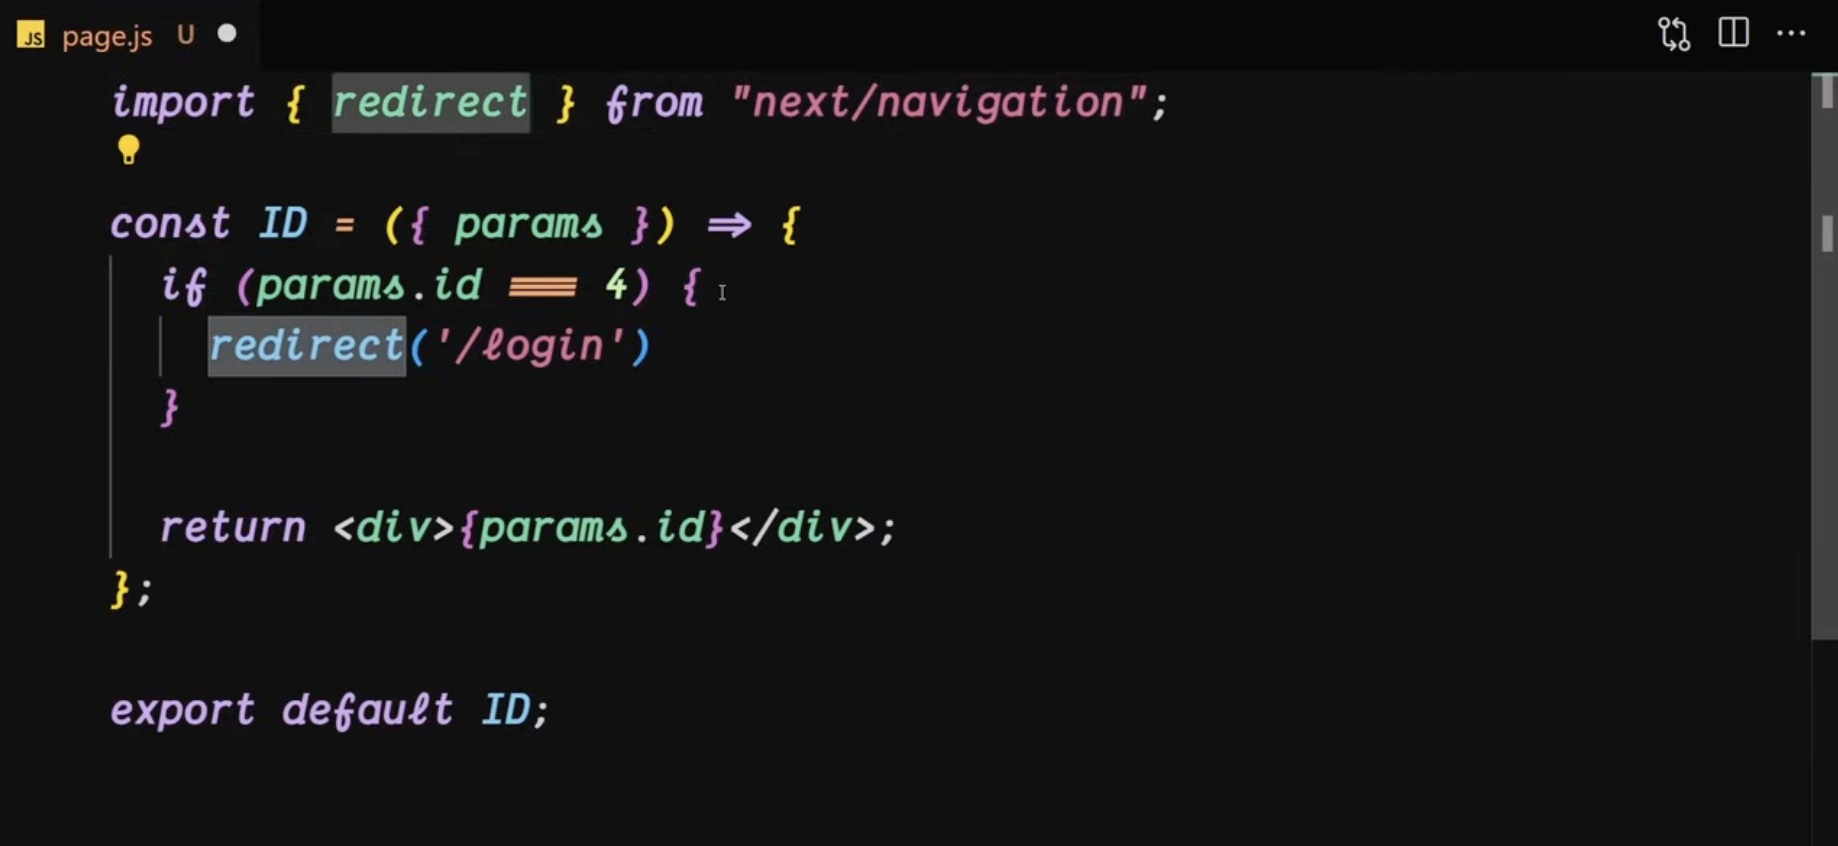 JS page.js U
import { redirect } from "next/navigation";
const ID = ({ params }) => {
if (params.id === 4) {
redirect('/login')
}
return <div>{params.id}</div>;
};
export default ID;